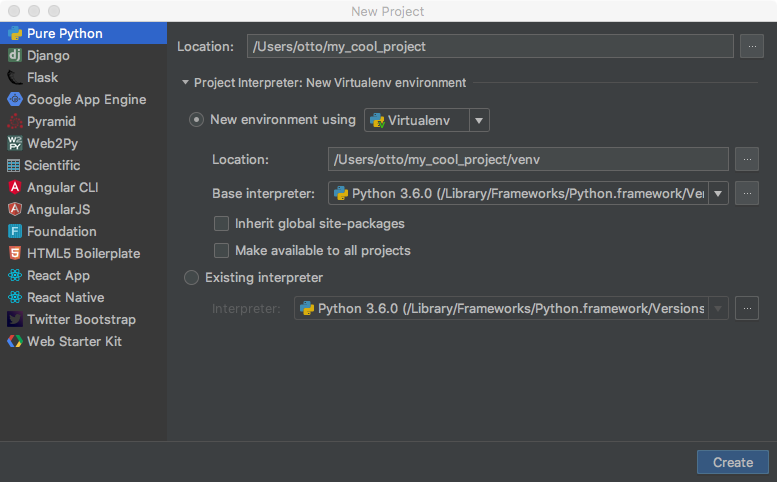 New Project
Pure Python
Django
Flask
Google App Engine
Pyramid
Web2Py
Scientific
Angular CLI
AngularJS
Foundation
HTML5 Boilerplate
React App
React Native
Twitter Bootstrap
Web Starter Kit
Location: /Users/otto/my_cool_project ...
Project Interpreter: New Virtualenv environment
New environment using Virtualenv
Location: /Users/otto/my_cool_project/venv ...
Base interpreter: Python 3.6.0 (/Library/Frameworks/Python.framework/Ver ...
Inherit global site-packages
Make available to all projects
Existing interpreter
Interpreter: Python 3.6.0 (/Library/Frameworks/Python.framework/Versions ...
Create